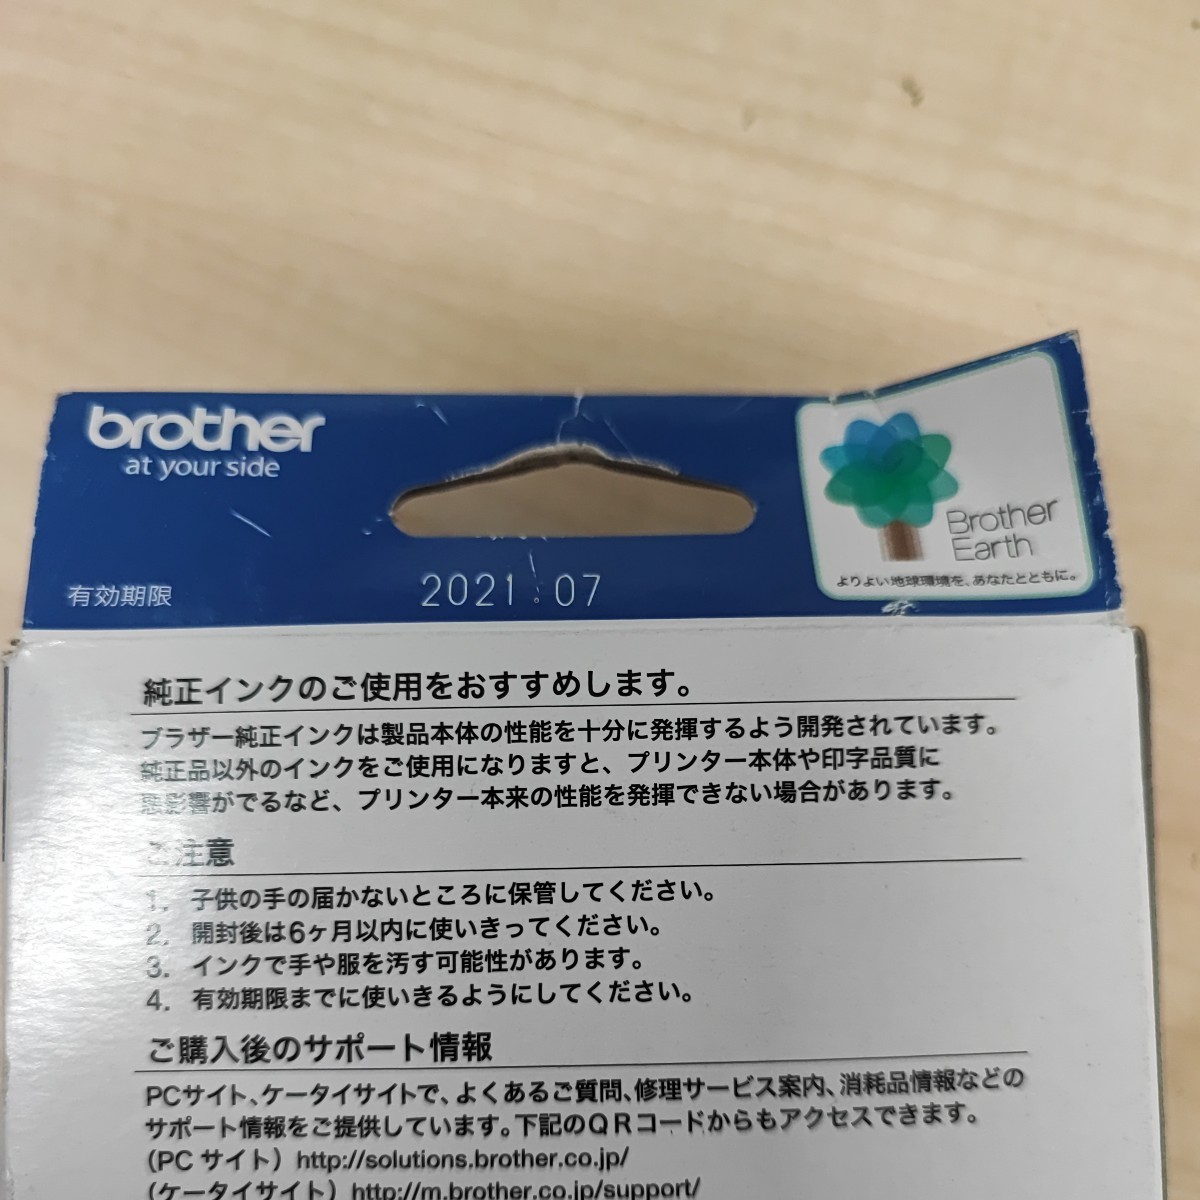 brother
at your side
Brother
Earth
よりよい地球環境を、あなたとともに。
有効期限
2021.07
純正インクのご使用をおすすめします。
ブラザー純正インクは製品本体の性能を十分に発揮するよう開発されています。
純正品以外のインクをご使用になりますと、プリンター本体や印字品質に
悪影響がでるなど、プリンター本来の性能を発揮できない場合があります。
ご注意
1. 子供の手の届かないところに保管してください。
2. 開封後は6ヶ月以内に使いきってください。
3. インクで手や服を汚す可能性があります。
4. 有効期限までに使いきるようにしてください。
ご購入後のサポート情報
PCサイト、ケータイサイトで、よくあるご質問、修理サービス案内、消耗品情報などの
サポート情報をご提供しています。下記のQRコードからもアクセスできます。
(PCサイト) http://solutions.brother.co.jp/
(ケータイサイト) http://m.brother.co.jp/support/